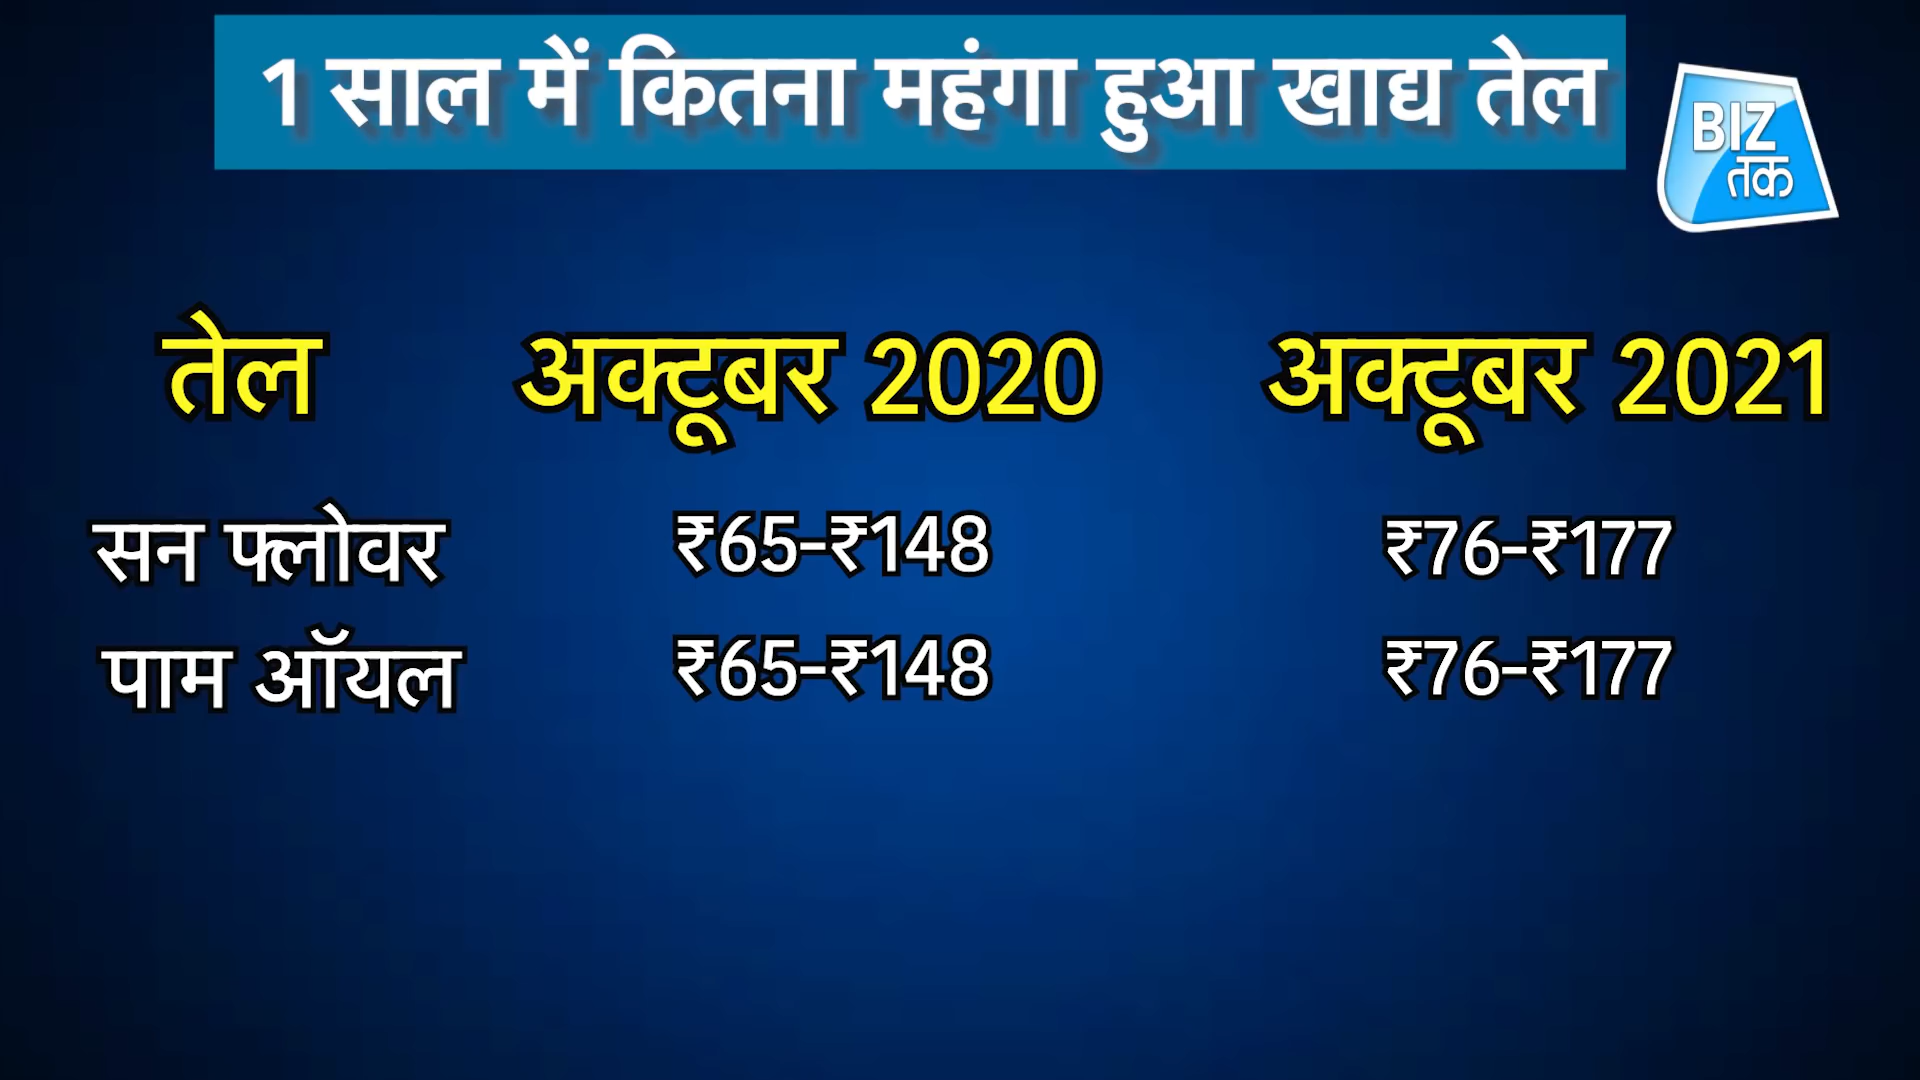 1 साल में कितना महंगा हुआ खाद्य तेल
BIZ
तक
तेल अक्टूबर 2020 अक्टूबर 2021
सन फ्लोवर ₹65-₹148 ₹76-₹177
पाम ऑयल ₹65-₹148 ₹76-₹177